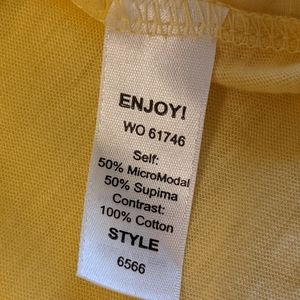 ENJOY!
WO 61746
Self:
50% MicroModal
50% Supima
Contrast:
100% Cotton
STYLE
6566